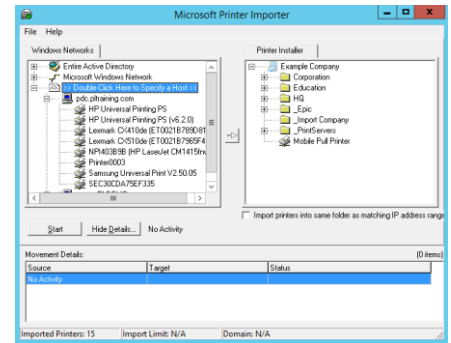 Microsoft Printer Importer
File Help
Windows Networks
Entire Active Directory
Microsoft Windows Network
>> Double-Click Here to Specify a Host <<
pdc.pltraining.com
HP Universal Printing PS
HP Universal Printing PS (v6.2.0)
Lexmark CX410de (ET0021B789D81
Lexmark CX410de (ET0021B7965F4
NPI403B9B (HP LaserJet CM1415fnw
Printer0003
Samsung Universal Print V2.50.05
SEC30CDA75EF335
Printer Installer
Example Company
Corporation
Education
HQ
_Epic
_Import Company
_PrintServers
Mobile Pull Printer
Import printers into same folder as matching IP address range
Start Hide Details... No Activity
Movement Details: (0 items)
Source Target Status
No Activity
Imported Printers: 15 Import Limit: N/A Domain: N/A